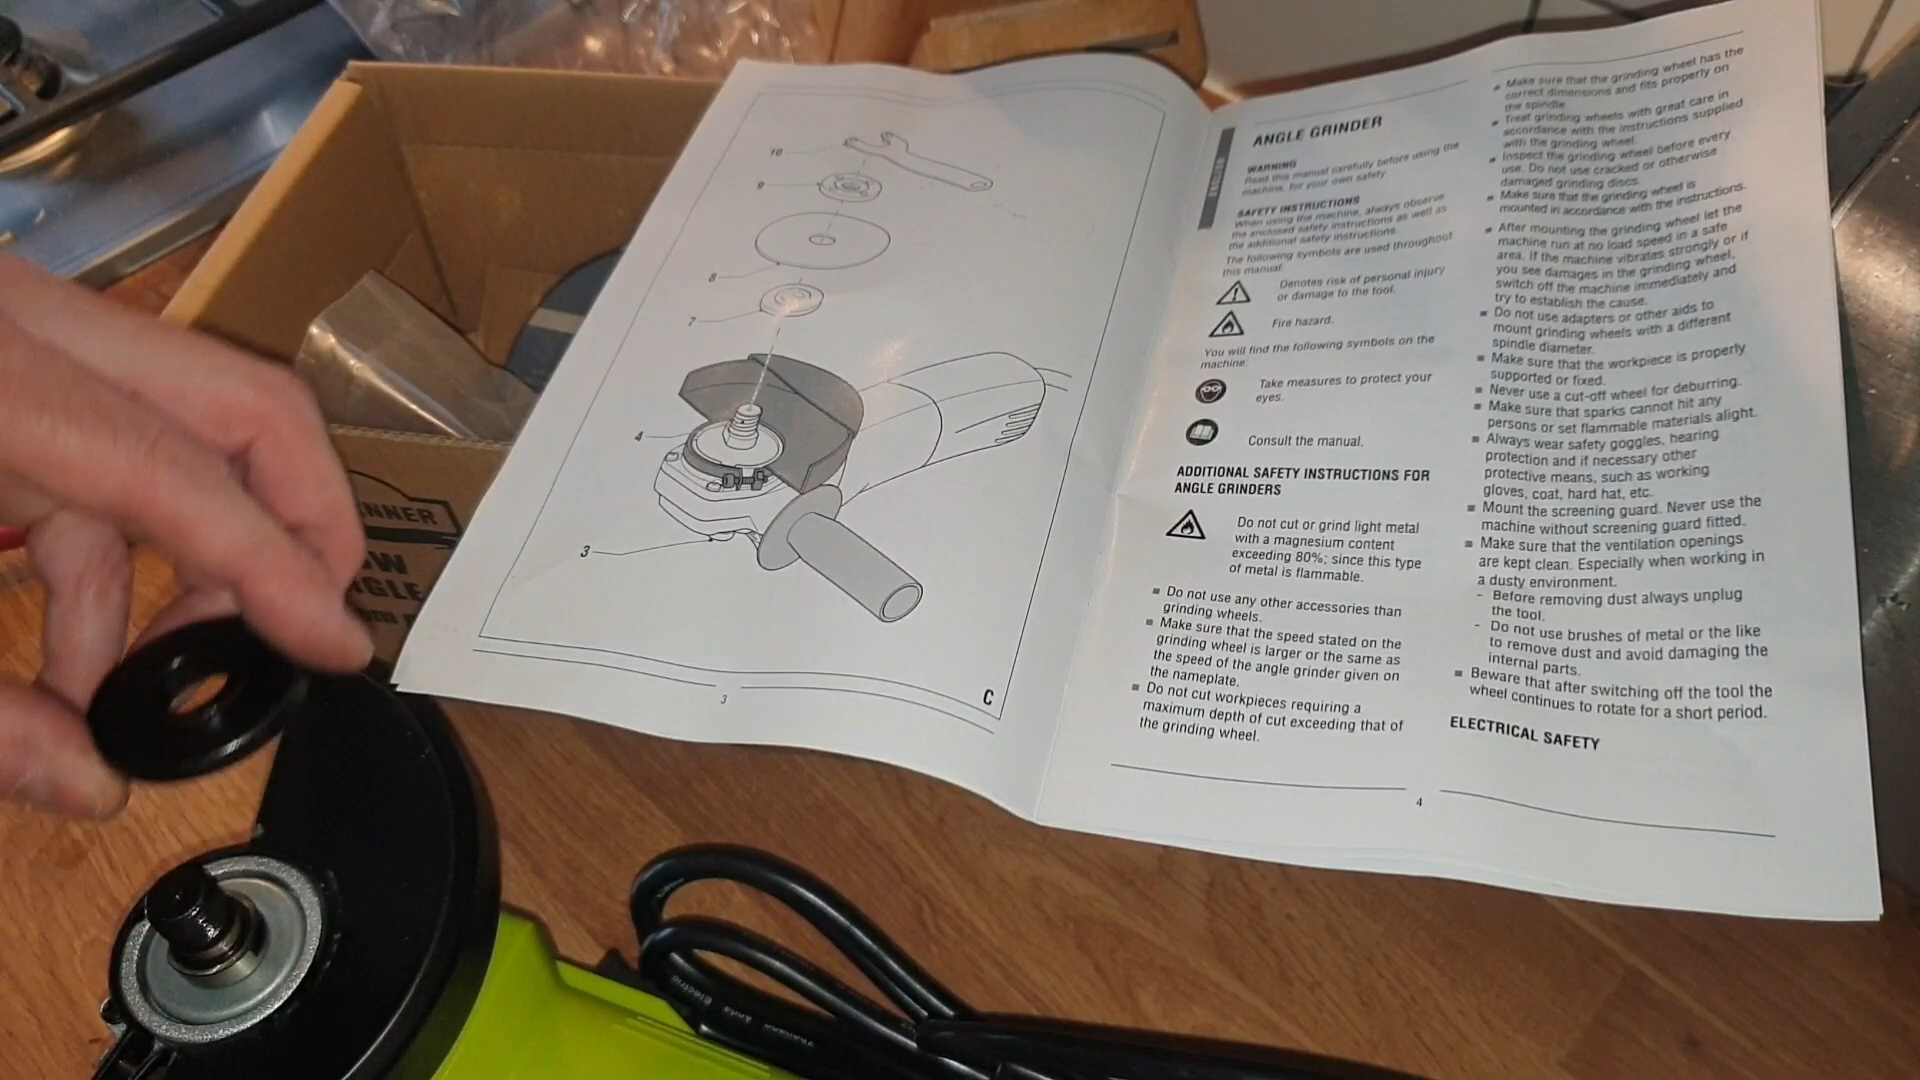 10
9
8
7
4
3
3
C
INNER
ANGLE GRINDER
WARNING
Read this manual carefully before using the
machine, for your own safety
SAFETY INSTRUCTIONS
When using the machine, always observe
the enclosed safety instructions as well as
the additional safety instructions.
The following symbols are used throughout
this manual:
Denotes risk of personal injury
or damage to the tool.
Fire hazard.
You will find the following symbols on the
machine:
Take measures to protect your
eyes.
Consult the manual.
ADDITIONAL SAFETY INSTRUCTIONS FOR
ANGLE GRINDERS
Do not cut or grind light metal
with a magnesium content
exceeding 80%; since this type
of metal is flammable.
▪ Do not use any other accessories than
grinding wheels.
▪ Make sure that the speed stated on the
grinding wheel is larger or the same as
the speed of the angle grinder given on
the nameplate.
▪ Do not cut workpieces requiring a
maximum depth of cut exceeding that of
the grinding wheel.
▪ Make sure that the grinding wheel has the
correct dimensions and fits properly on
the spindle.
▪ Treat grinding wheels with great care in
accordance with the instructions supplied
with the grinding wheel.
▪ Inspect the grinding wheel before every
use. Do not use cracked or otherwise
damaged grinding discs.
▪ Make sure that the grinding wheel is
mounted in accordance with the instructions.
▪ After mounting the grinding wheel let the
machine run at no load speed in a safe
area. If the machine vibrates strongly or if
you see damages in the grinding wheel,
switch off the machine immediately and
try to establish the cause.
▪ Do not use adapters or other aids to
mount grinding wheels with a different
spindle diameter.
▪ Make sure that the workpiece is properly
supported or fixed.
▪ Never use a cut-off wheel for deburring.
▪ Make sure that sparks cannot hit any
persons or set flammable materials alight.
▪ Always wear safety goggles, hearing
protection and if necessary other
protective means, such as working
gloves, coat, hard hat, etc.
▪ Mount the screening guard. Never use the
machine without screening guard fitted.
▪ Make sure that the ventilation openings
are kept clean. Especially when working in
a dusty environment.
- Before removing dust always unplug
the tool.
- Do not use brushes of metal or the like
to remove dust and avoid damaging the
internal parts.
▪ Beware that after switching off the tool the
wheel continues to rotate for a short period.
ELECTRICAL SAFETY
4